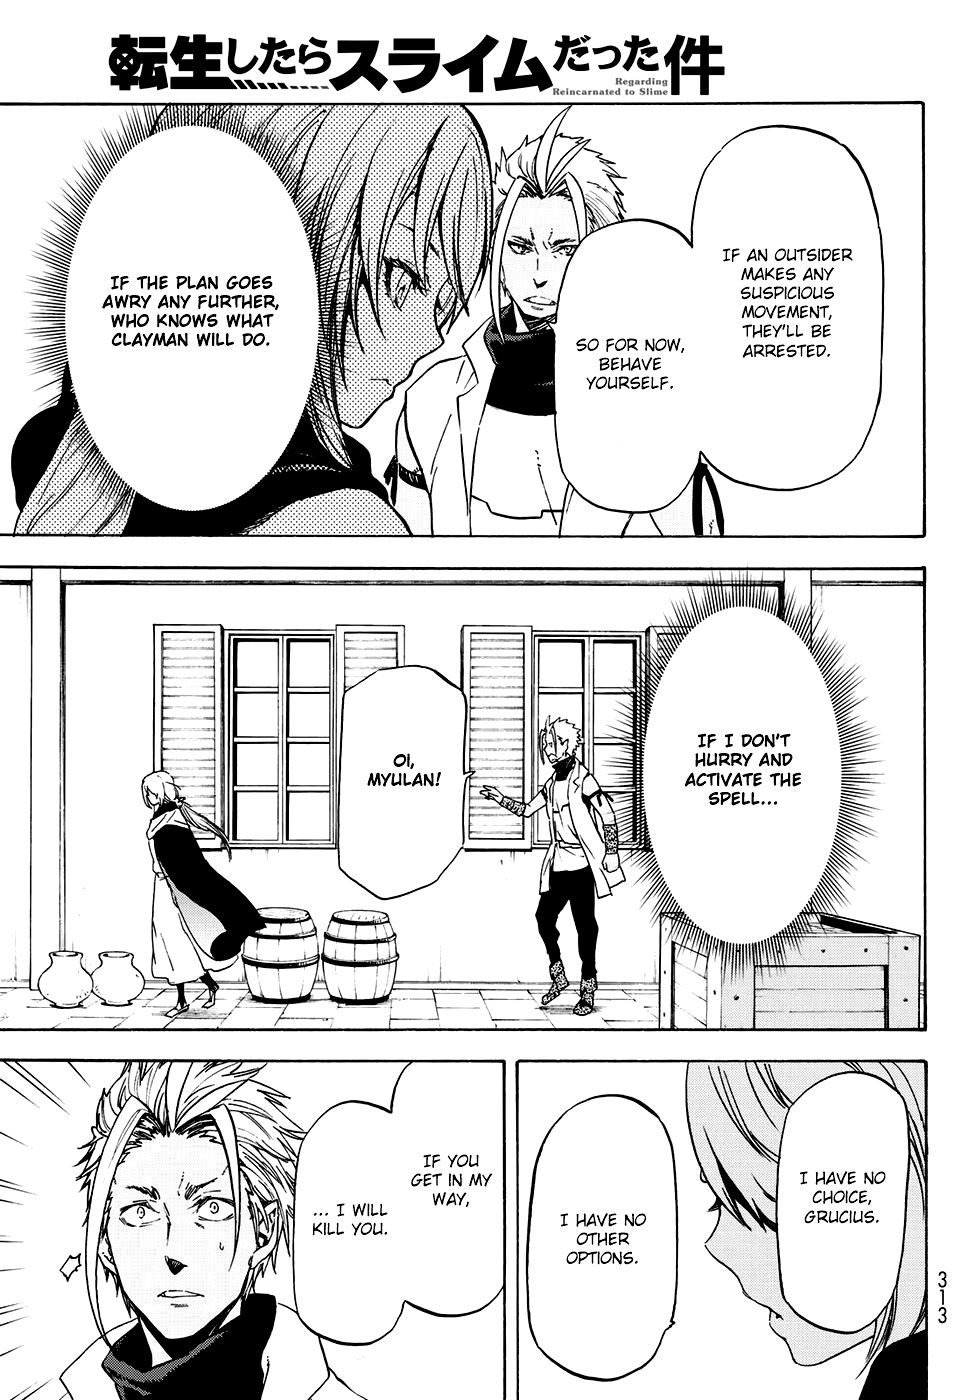 転生したらスライムだった件
Regarding
Reincarnated to Slime
IF AN OUTSIDER
MAKES ANY
SUSPICIOUS
MOVEMENT,
THEY'LL BE
ARRESTED.
SO FOR NOW,
BEHAVE
YOURSELF.
IF THE PLAN GOES
AWRY ANY FURTHER,
WHO KNOWS WHAT
CLAYMAN WILL DO.
IF I DON'T
HURRY AND
ACTIVATE THE
SPELL...
OI,
MYULAN!
I HAVE NO
CHOICE,
GRUCIUS.
I HAVE NO
OTHER
OPTIONS.
IF YOU
GET IN MY
WAY,
... I WILL
KILL YOU.
313